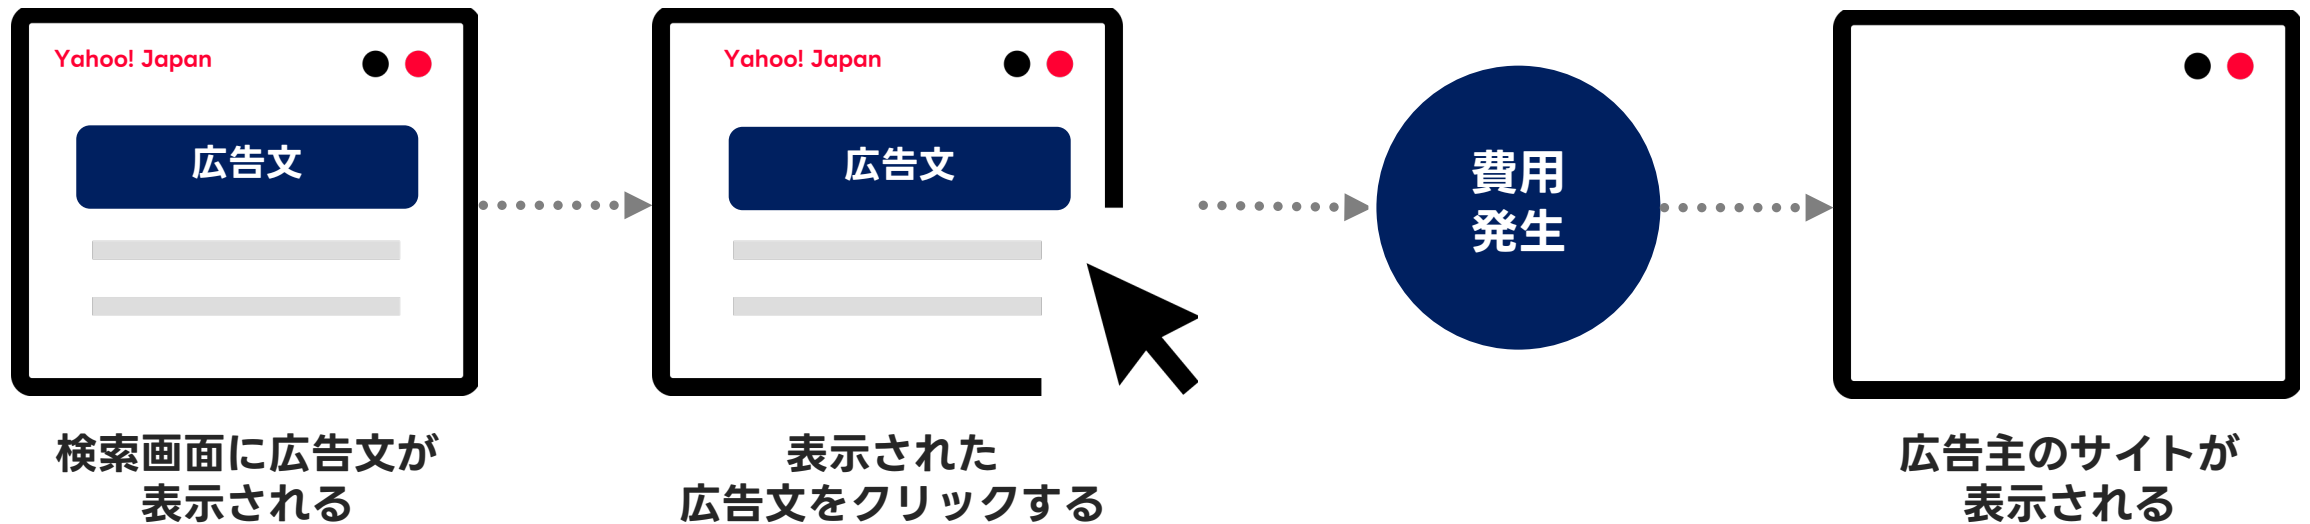 Yahoo! Japan
広告文
検索画面に広告文が
表示される
Yahoo! Japan
広告文
表示された
広告文をクリックする
費用
発生
広告主のサイトが
表示される